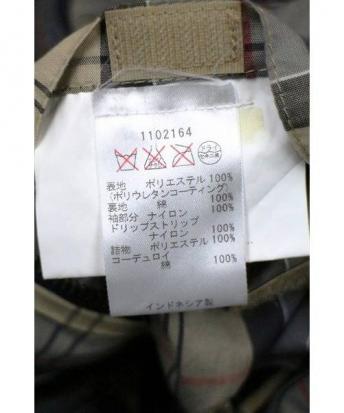 1102164
ドライ
表地 ポリエステル 100%
(ポリウレタンコーティング)
裏地 綿 100%
袖部分 ナイロン 100%
ドリップストリップ
ナイロン 100%
詰物 ポリエステル 100%
コーデュロイ
綿 100%
インドネシア製